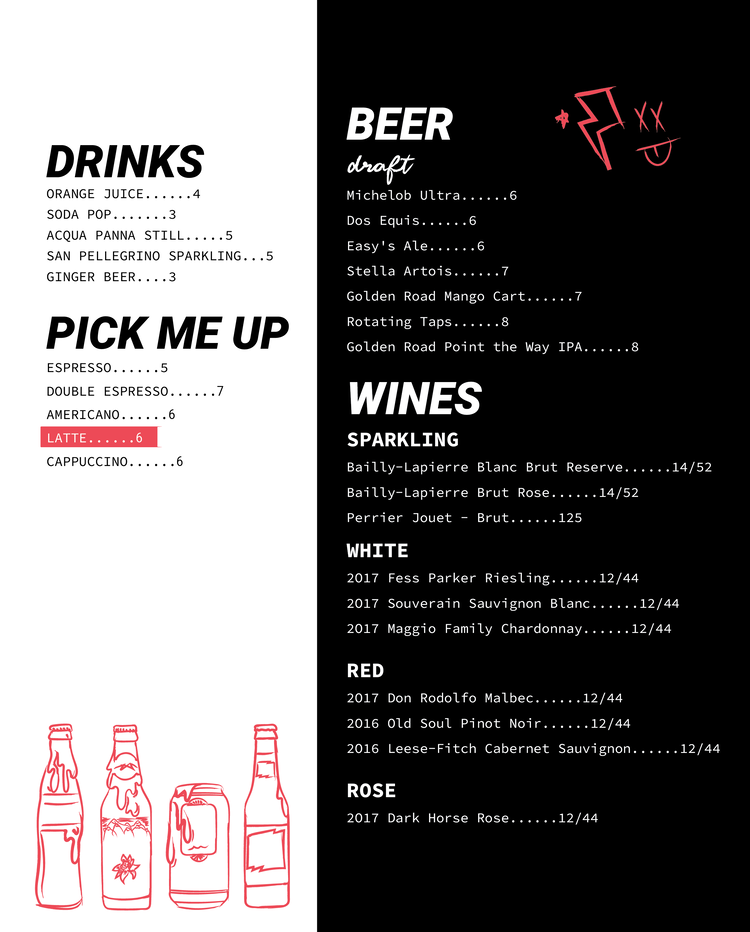 DRINKS
ORANGE JUICE......4
SODA POP.......3
ACQUA PANNA STILL.....5
SAN PELLEGRINO SPARKLING...5
GINGER BEER....3
PICK ME UP
ESPRESSO......5
DOUBLE ESPRESSO......7
AMERICANO......6
LATTE......6
CAPPUCCINO......6
BEER
draft
Michelob Ultra......6
Dos Equis......6
Easy's Ale......6
Stella Artois......7
Golden Road Mango Cart......7
Rotating Taps......8
Golden Road Point the Way IPA......8
WINES
SPARKLING
Bailly-Lapierre Blanc Brut Reserve......14/52
Bailly-Lapierre Brut Rose......14/52
Perrier Jouet - Brut......125
WHITE
2017 Fess Parker Riesling......12/44
2017 Souverain Sauvignon Blanc......12/44
2017 Maggio Family Chardonnay......12/44
RED
2017 Don Rodolfo Malbec......12/44
2016 Old Soul Pinot Noir......12/44
2016 Leese-Fitch Cabernet Sauvignon......12/44
ROSE
2017 Dark Horse Rose......12/44